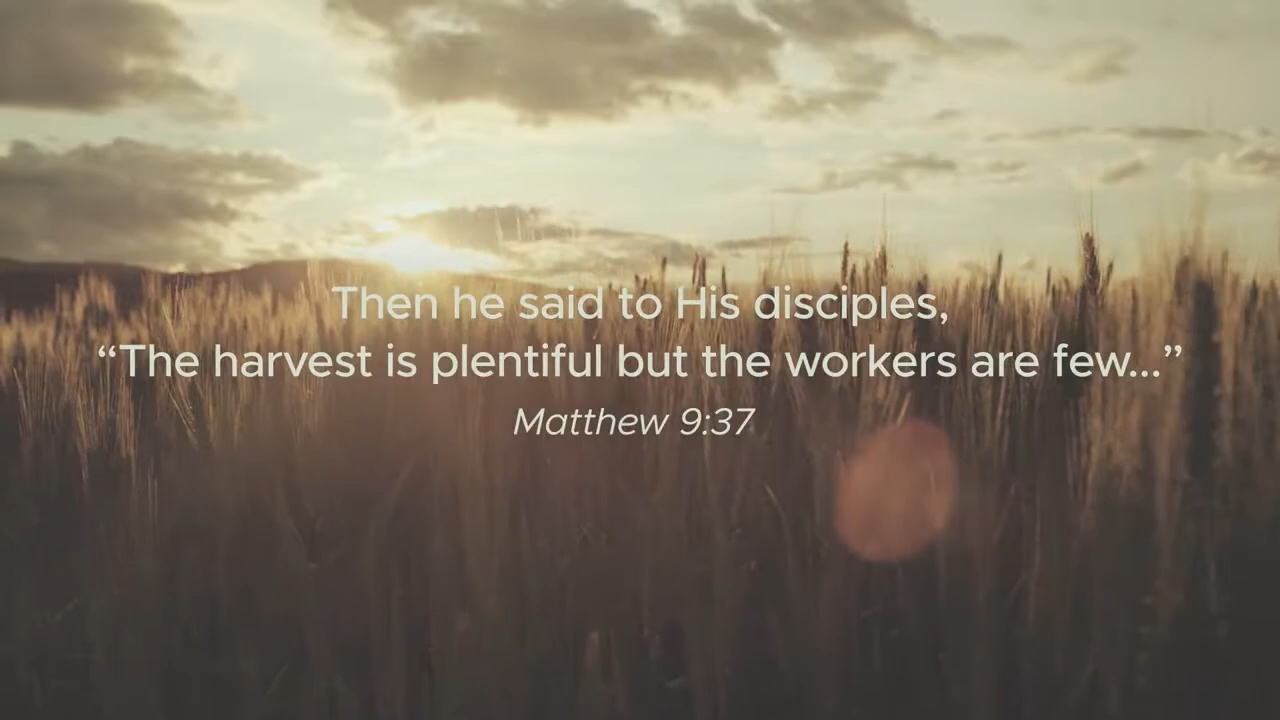 Then he said to His disciples,
“The harvest is plentiful but the workers are few...”
Matthew 9:37